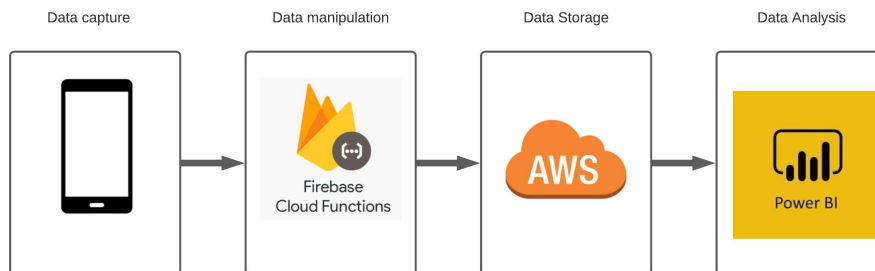 Data capture
Data manipulation
Data Storage
Data Analysis
Firebase
Cloud Functions
AWS
Power BI